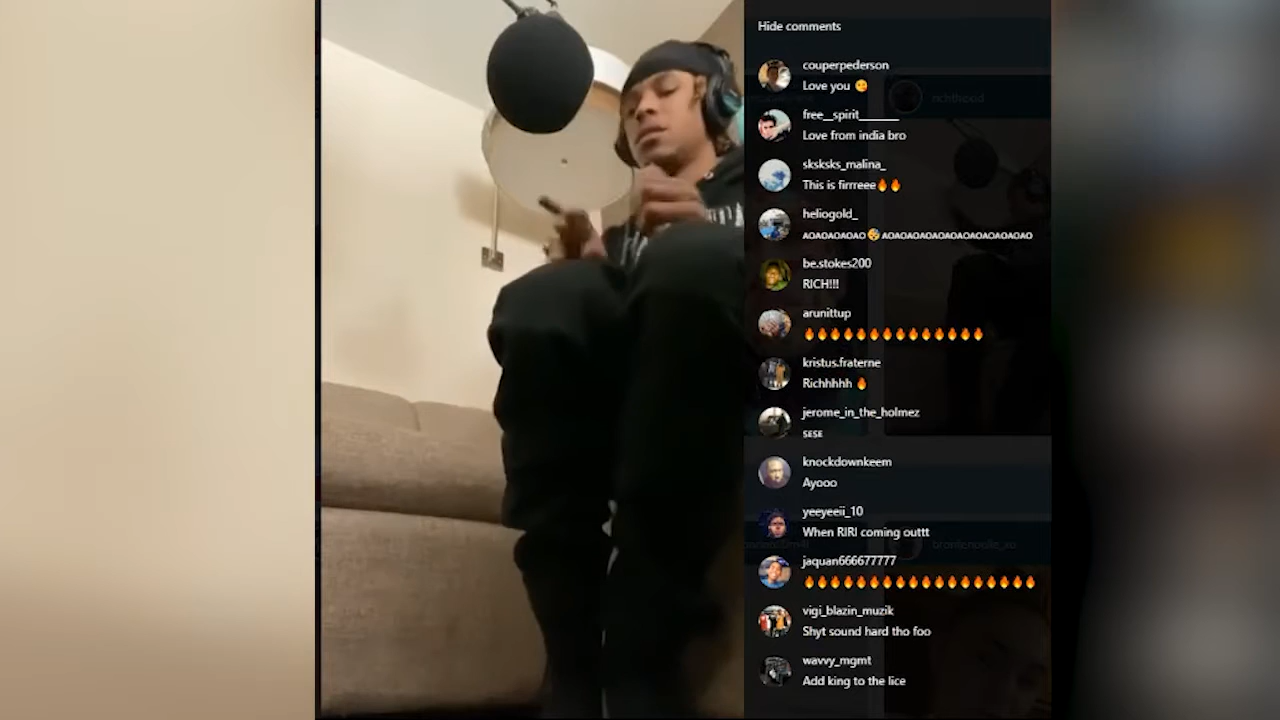 Hide comments
couperpederson
Love you
richthekid
free__spirit_______
Love from india bro
sksksks_malina_
This is firrreee🔥🔥
heliogold_
AOAOAOAOAO🤣AOAOAOAOAOAOAOAOAOAOAOAO
be.stokes200
RICH!!!
arunittup
🔥🔥🔥🔥🔥🔥🔥🔥🔥🔥🔥🔥🔥🔥
kristus.fraterne
Richhhhh 🔥
jerome_in_the_holmez
SESE
knockdownkeem
Ayooo
yeeyeeii_10
When RIRI coming outtt
jaquan666677777
🔥🔥🔥🔥🔥🔥🔥🔥🔥🔥🔥🔥🔥🔥🔥🔥🔥🔥
vigi_blazin_muzik
Shyt sound hard tho foo
wavvy_mgmt
Add king to the lice